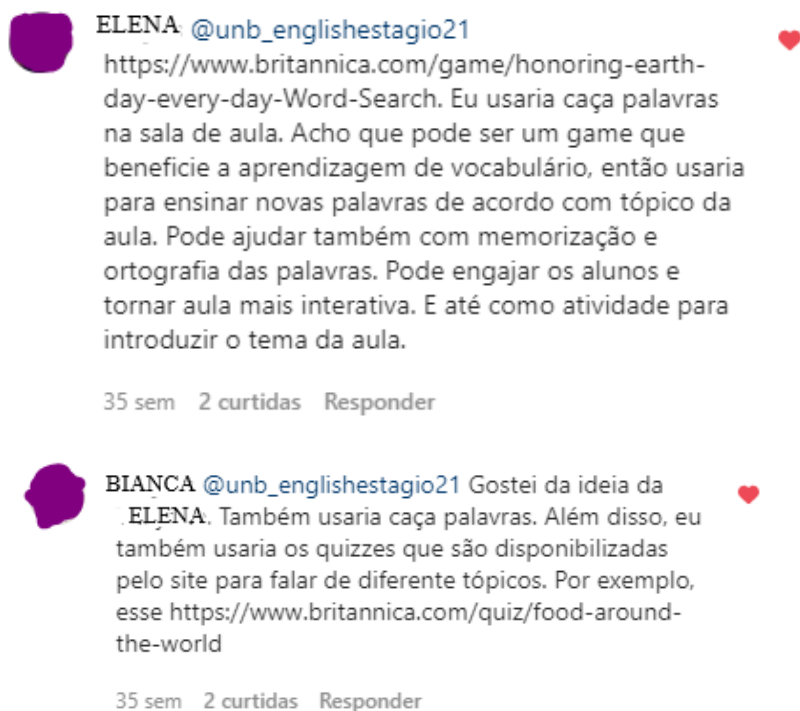 ELENA @unb_englishestagio21
https://www.britannica.com/game/honoring-earth-
day-every-day-Word-Search. Eu usaria caça palavras
na sala de aula. Acho que pode ser um game que
beneficie a aprendizagem de vocabulário, então usaria
para ensinar novas palavras de acordo com tópico da
aula. Pode ajudar também com memorização e
ortografia das palavras. Pode engajar os alunos e
tornar aula mais interativa. E até como atividade para
introduzir o tema da aula.
35 sem 2 curtidas Responder
BIANCA @unb_englishestagio21 Gostei da ideia da
ELENA. Também usaria caça palavras. Além disso, eu
também usaria os quizzes que são disponibilizadas
pelo site para falar de diferente tópicos. Por exemplo,
esse https://www.britannica.com/quiz/food-around-
the-world
35 sem 2 curtidas Responder